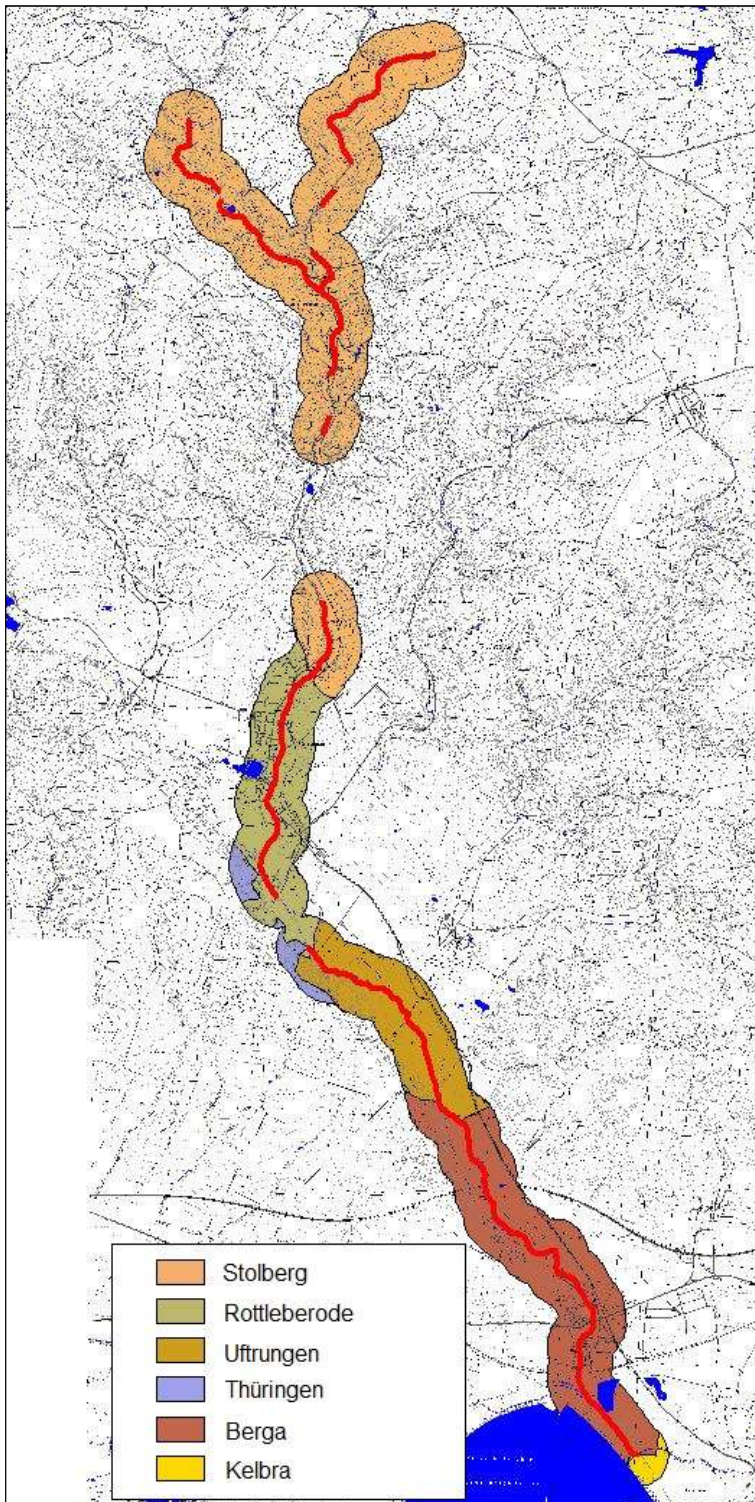 Stolberg
Rottleberode
Uftrungen
Thüringen
Berga
Kelbra